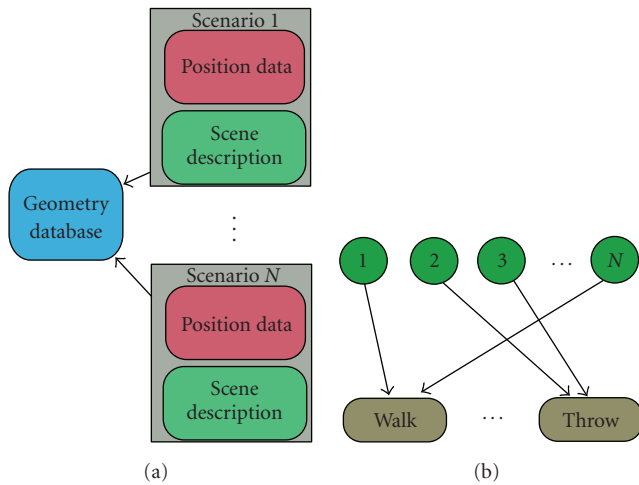 Scenario 1
Position data
Scene
description
Geometry
database
⋮
Scenario N
Position data
Scene
description
(a)
1
2
3
...
N
Walk
...
Throw
(b)